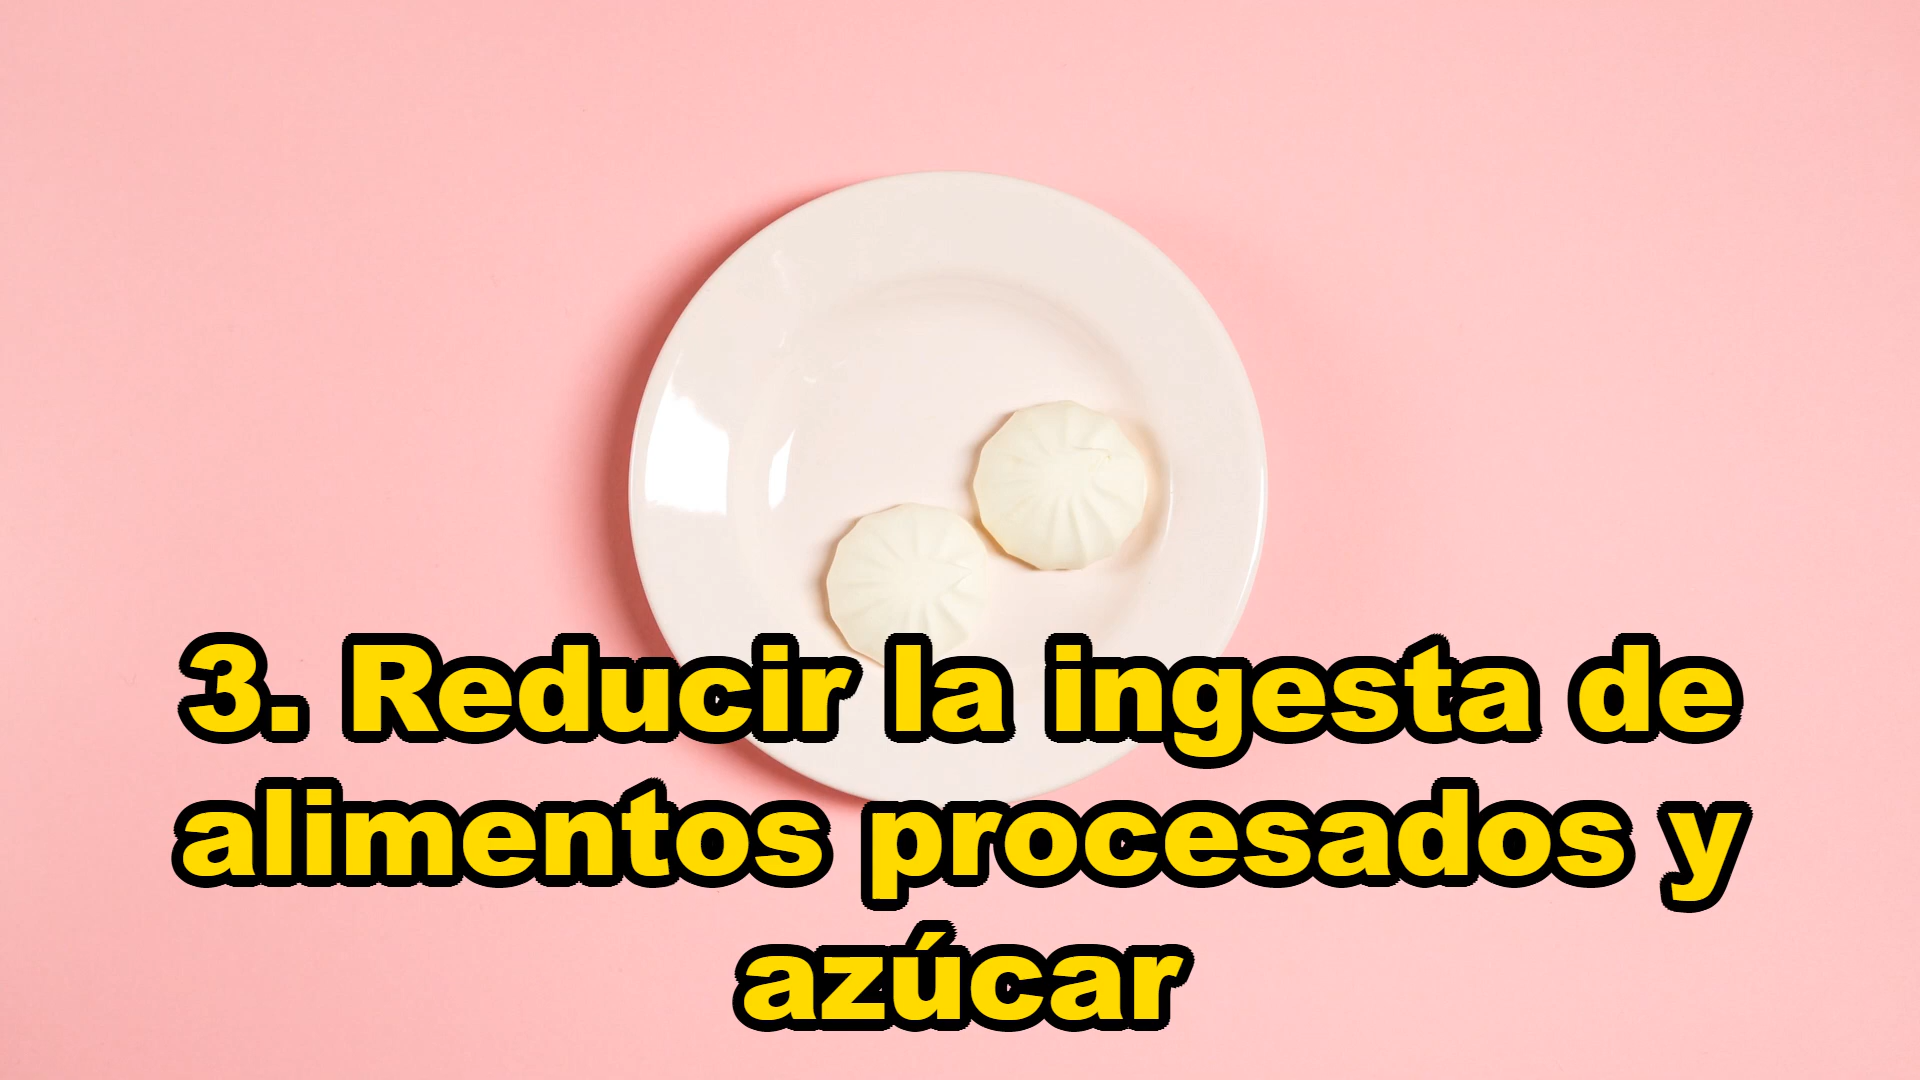 3. Reducir la ingesta de
alimentos procesados y
azúcar